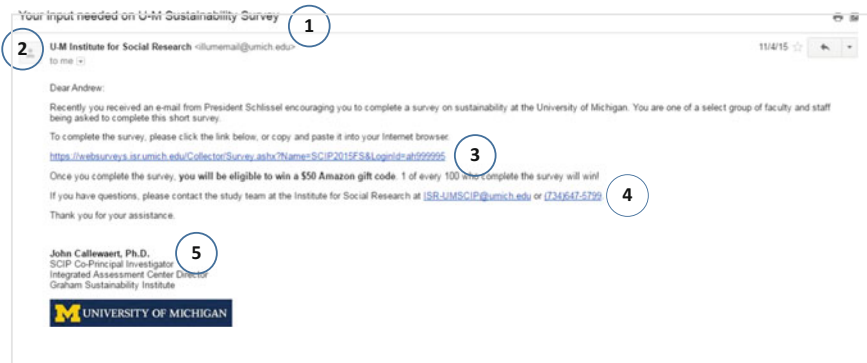 Your input needed on U-M Sustainability Survey
1
2
U-M Institute for Social Research <illumemail@umich.edu>
11/4/15
to me
Dear Andrew:
Recently you received an e-mail from President Schlissel encouraging you to complete a survey on sustainability at the University of Michigan. You are one of a select group of faculty and staff
being asked to complete this short survey.
To complete the survey, please click the link below, or copy and paste it into your Internet browser.
https://websurveys.isr.umich.edu/Collector/Survey.ashx?Name=SCIP2015FS&LoginId=ah999995
3
Once you complete the survey, you will be eligible to win a $50 Amazon gift code. 1 of every 100 who complete the survey will win!
If you have questions, please contact the study team at the Institute for Social Research at ISR-UMSCIP@umich.edu or (734)647-5799.
4
Thank you for your assistance.
John Callewaert, Ph.D.
5
SCIP Co-Principal Investigator
Integrated Assessment Center Director
Graham Sustainability Institute
M UNIVERSITY OF MICHIGAN